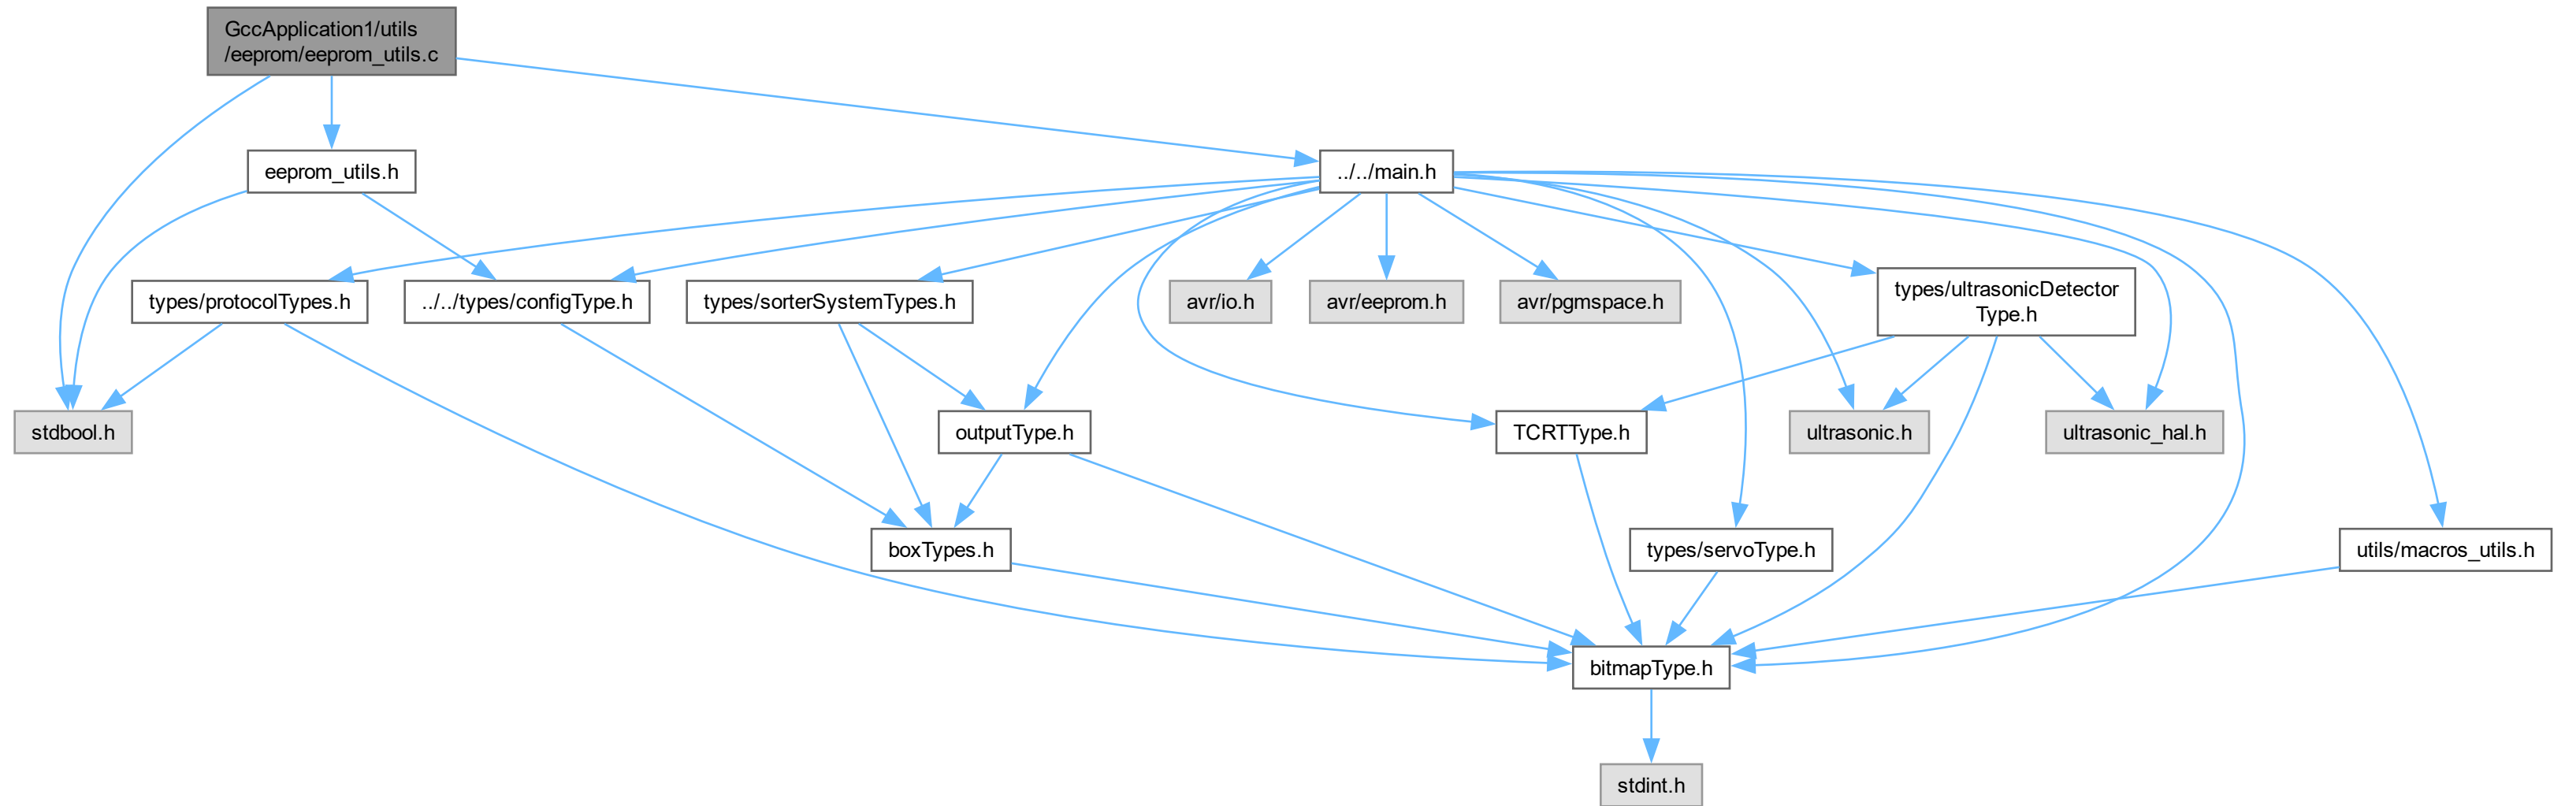 GccApplication1/utils
/eeprom/eeprom_utils.c
eeprom_utils.h
../../main.h
types/protocolTypes.h
../../types/configType.h
types/sorterSystemTypes.h
avr/io.h
avr/eeprom.h
avr/pgmspace.h
types/ultrasonicDetector
Type.h
stdbool.h
outputType.h
TCRTType.h
ultrasonic.h
ultrasonic_hal.h
boxTypes.h
types/servoType.h
utils/macros_utils.h
bitmapType.h
stdint.h